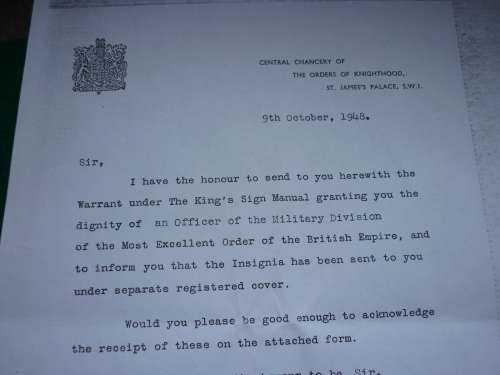 CENTRAL CHANCERY OF
THE ORDERS OF KNIGHTHOOD,
ST. JAMES'S PALACE, S.W.1.
9th October, 1948.
Sir,
I have the honour to send to you herewith the
Warrant under The King's Sign Manual granting you the
dignity of an Officer of the Military Division
of the Most Excellent Order of the British Empire, and
to inform you that the Insignia has been sent to you
under separate registered cover.
Would you please be good enough to acknowledge
the receipt of these on the attached form.
to be, Sir,